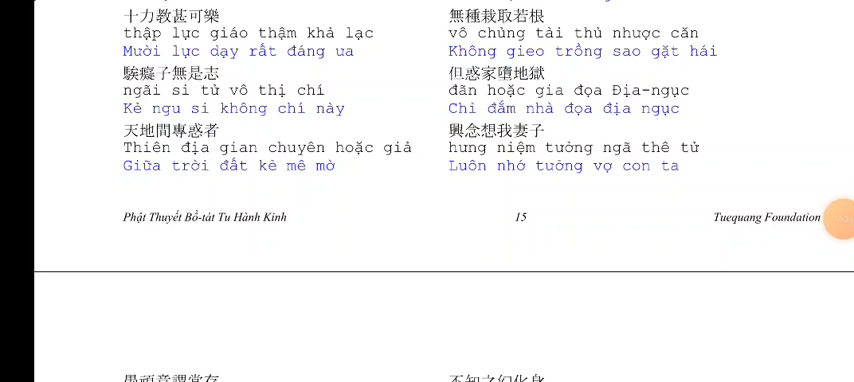 十力教甚可樂
thập lực giáo thậm khả lạc
Mười lực dạy rất đáng ưa
騃癡子無是志
ngãi si tử vô thị chí
Kẻ ngu si không chí này
天地間專惑者
Thiên địa gian chuyên hoặc giả
Giữa trời đất kẻ mê mờ
無種栽取若根
vô chủng tài thủ nhược căn
Không gieo trồng sao gặt hái
但惑家墮地獄
đãn hoặc gia đọa Địa-ngục
Chỉ đắm nhà đọa địa ngục
興念想我妻子
hưng niệm tưởng ngã thê tử
Luôn nhớ tưởng vợ con ta
Phật Thuyết Bồ-tát Tu Hành Kinh
15
Tuequang Foundation